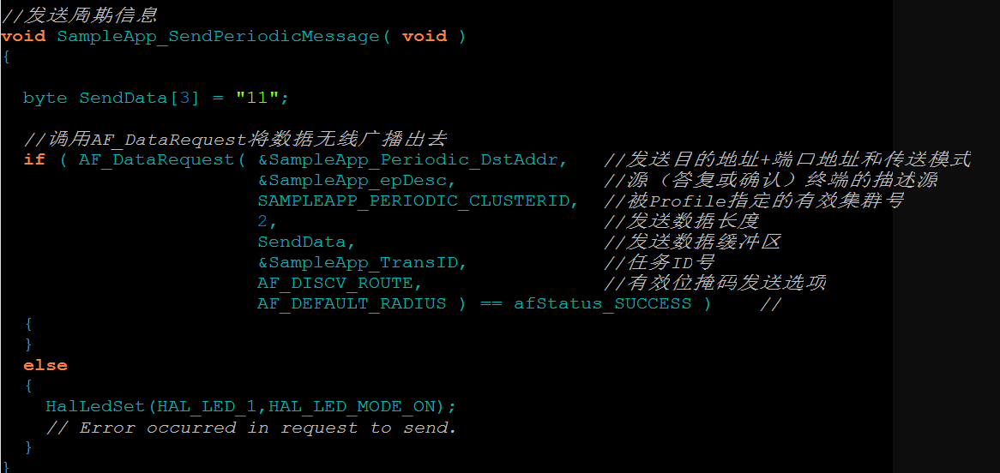 //发送周期信息
void SampleApp_SendPeriodicMessage( void )
{
byte SendData[3] = "11";
//调用AF_DataRequest将数据无线广播出去
if ( AF_DataRequest( &SampleApp_Periodic_DstAddr, //发送目的地址+端口地址和传送模式
&SampleApp_epDesc, //源（答复或确认）终端的描述源
SAMPLEAPP_PERIODIC_CLUSTERID, //被Profile指定的有效集群号
2, //发送数据长度
SendData, //发送数据缓冲区
&SampleApp_TransID, //任务ID号
AF_DISCV_ROUTE, //有效位掩码发送选项
AF_DEFAULT_RADIUS ) == afStatus_SUCCESS ) //
{
}
else
{
HalLedSet(HAL_LED_1,HAL_LED_MODE_ON);
// Error occurred in request to send.
}
}